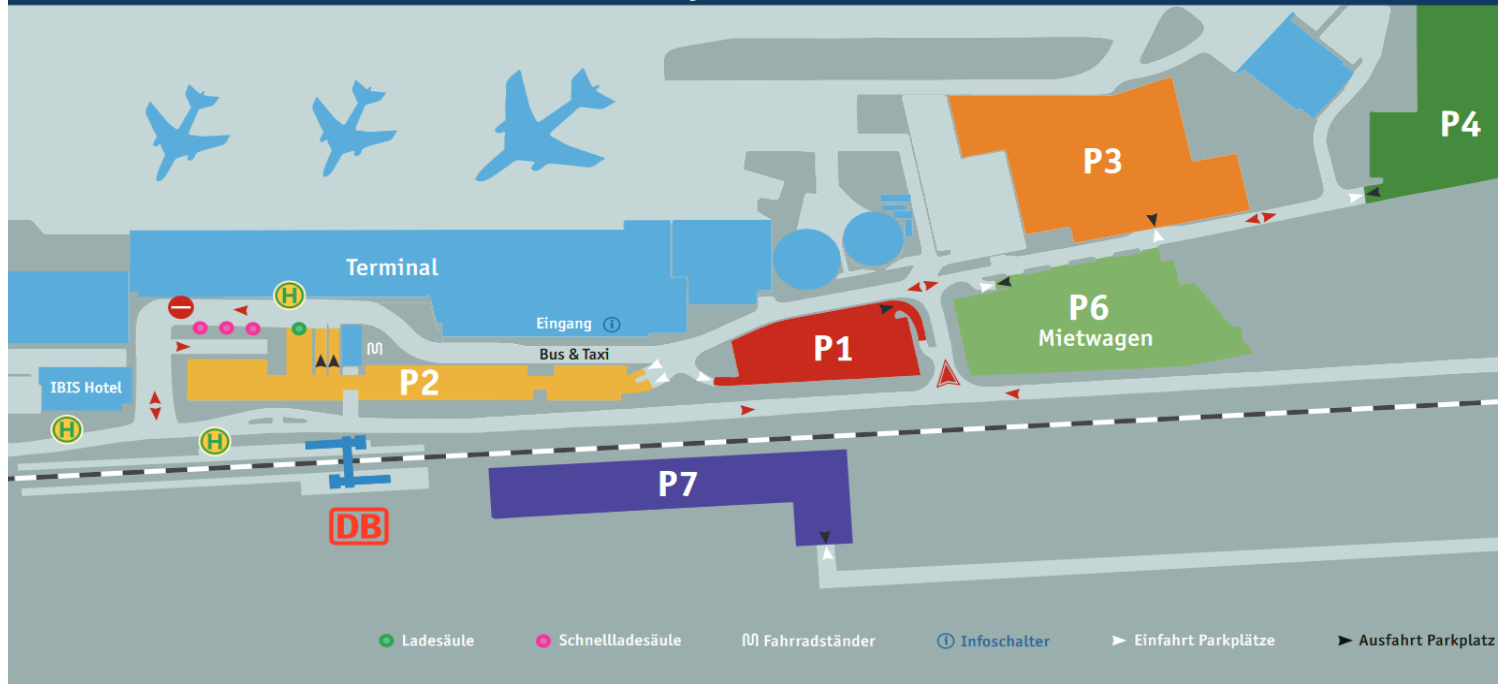 P4
P3
Terminal
P6
Mietwagen
Eingang
P1
Bus & Taxi
P2
IBIS Hotel
H
H
H
P7
DB
Ladesäule
Schnellladesäule
Fahrradständer
Infoschalter
Einfahrt Parkplätze
Ausfahrt Parkplatz